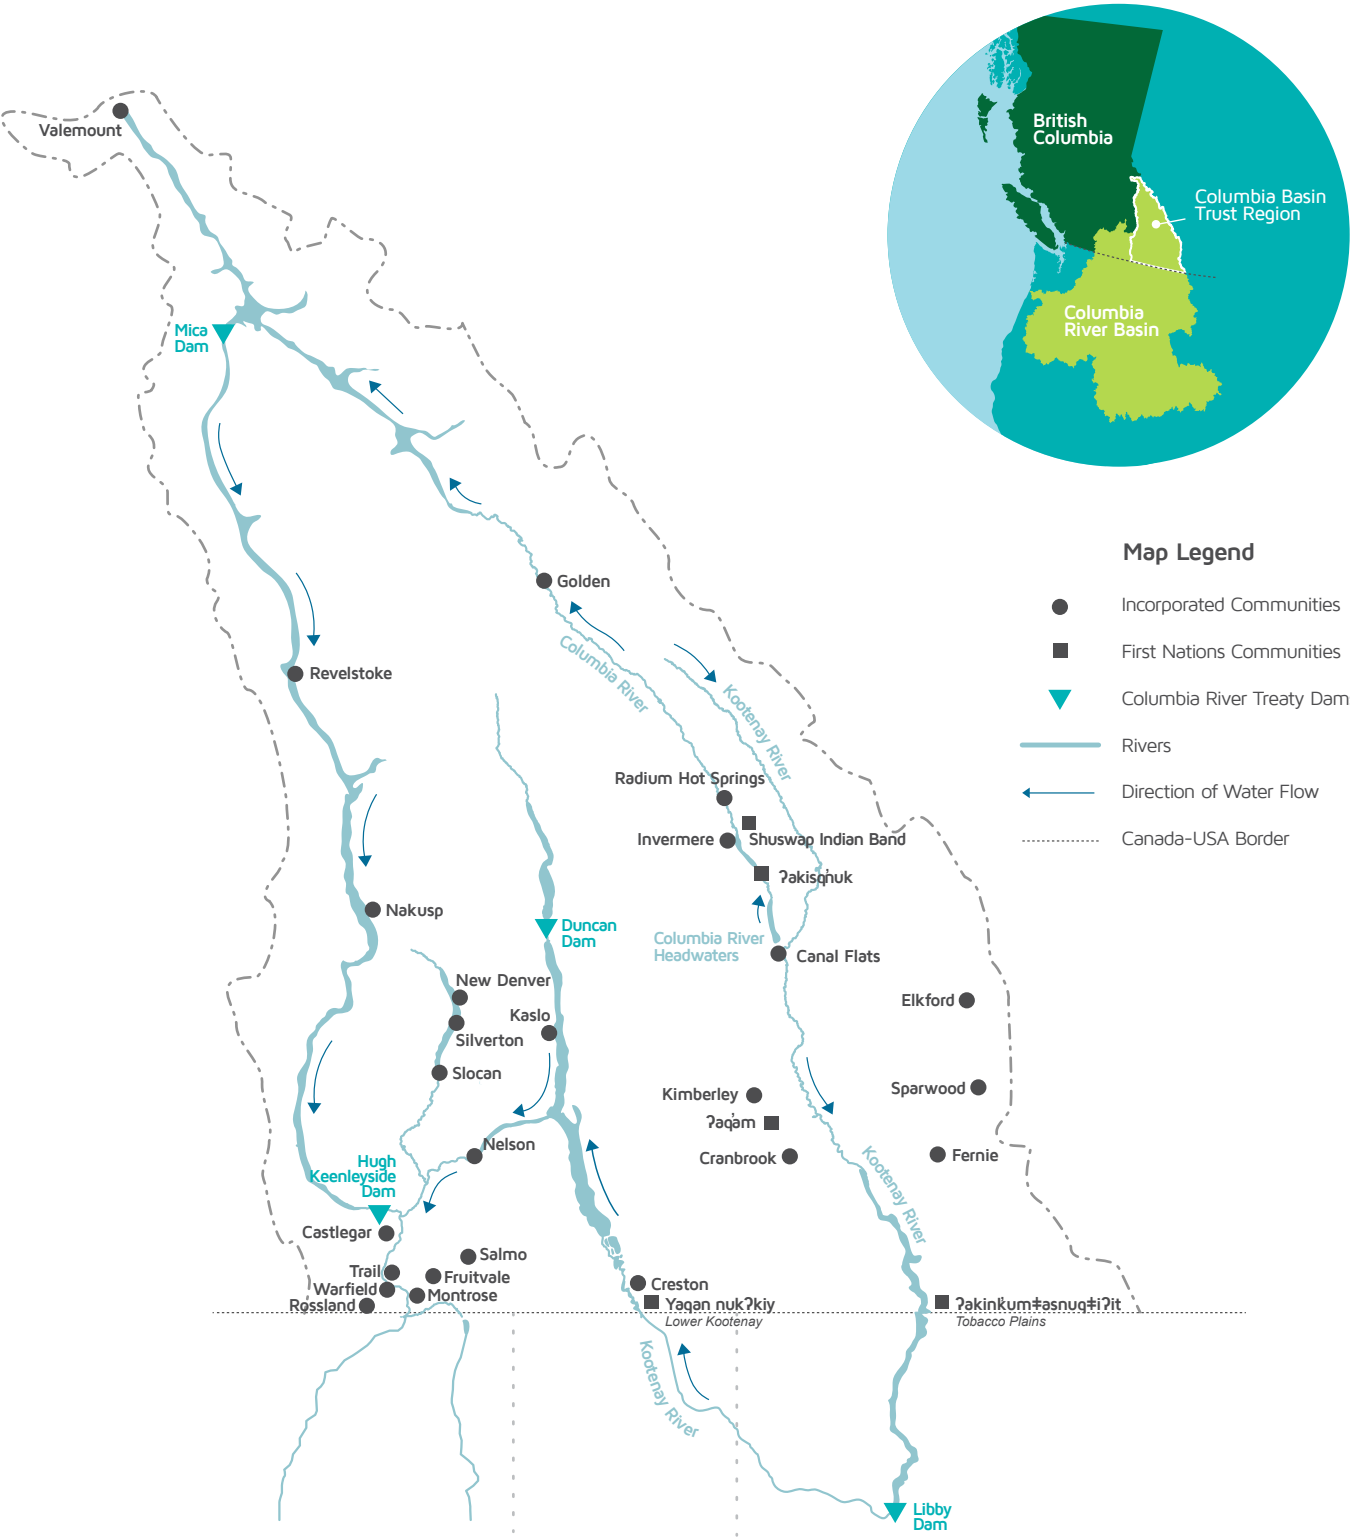 British
Columbia
Columbia Basin
Trust Region
Columbia
River Basin
Valemount
Mica
Dam
Golden
Columbia River
Kootenay River
Revelstoke
Radium Hot Springs
Invermere
Shuswap Indian Band
ʔakisq̓nuk
Nakusp
Duncan
Dam
Columbia River
Headwaters
Canal Flats
New Denver
Elkford
Kaslo
Silverton
Slocan
Kimberley
Sparwood
ʔaq̓am
Nelson
Cranbrook
Fernie
Kootenay River
Hugh
Keenleyside
Dam
Castlegar
Salmo
Trail
Fruitvale
Warfield
Montrose
Rossland
Creston
Yaqan nukʔkiy
Lower Kootenay
ʔakink̓umǂasnuqǂiʔit
Tobacco Plains
Kootenay River
Libby
Dam
Map Legend
Incorporated Communities
First Nations Communities
Columbia River Treaty Dam
Rivers
Direction of Water Flow
Canada-USA Border